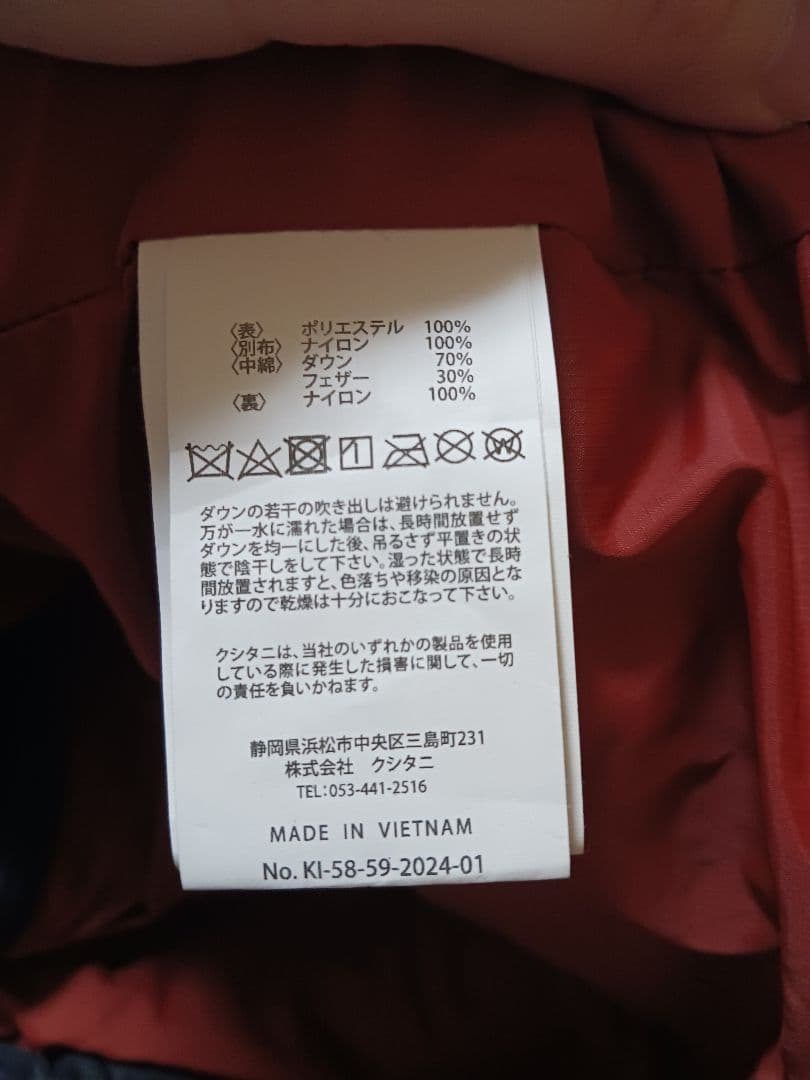 〈表〉 ポリエステル 100%
〈別布〉 ナイロン 100%
〈中綿〉 ダウン 70%
フェザー 30%
〈裏〉 ナイロン 100%
W
ダウンの若干の吹き出しは避けられません。
万が一水に濡れた場合は、長時間放置せず
ダウンを均一にした後、吊るさず平置きの状
態で陰干しをして下さい。湿った状態で長時
間放置されますと、色落ちや移染の原因とな
りますので乾燥は十分におこなって下さい。
クシタニは、当社のいずれかの製品を使用
している際に発生した損害に関して、一切
の責任を負いかねます。
静岡県浜松市中央区三島町231
株式会社 クシタニ
TEL:053-441-2516
MADE IN VIETNAM
No. KI-58-59-2024-01